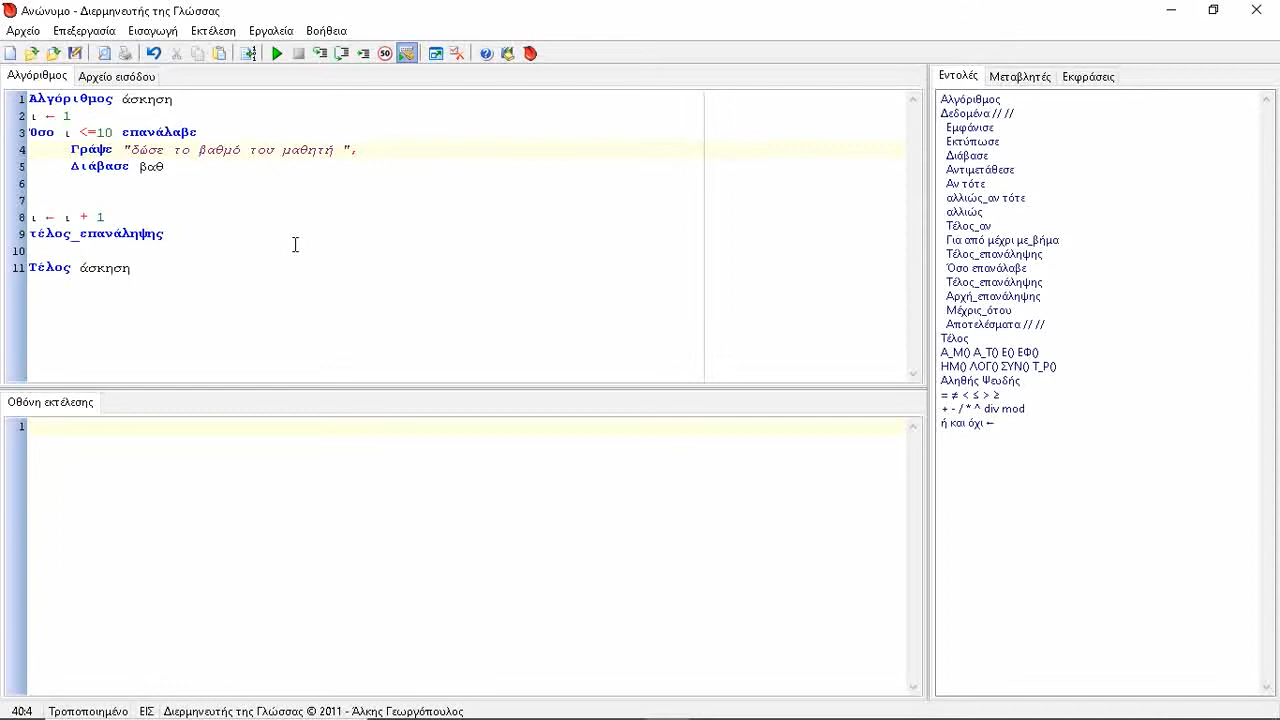 Ανώνυμο - Διερμηνευτής της Γλώσσας
Αρχείο Επεξεργασία Εισαγωγή Εκτέλεση Εργαλεία Βοήθεια
50
Αλγόριθμος Αρχείο εισόδου
1 Αλγόριθμος άσκηση
2 ι ← 1
3 Όσο ι <=10 επανάλαβε
4 Γράψε "δώσε το βαθμό του μαθητή ",
5 Διάβασε βαθ
6
7
8 ι ← ι + 1
9 τέλος_επανάληψης
10
11 Τέλος άσκηση
Οθόνη εκτέλεσης
1
Εντολές Μεταβλητές Εκφράσεις
Αλγόριθμος
Δεδομένα // //
Εμφάνισε
Εκτύπωσε
Διάβασε
Αντιμετάθεσε
Αν τότε
αλλιώς_αν τότε
αλλιώς
Τέλος_αν
Για από μέχρι με_βήμα
Τέλος_επανάληψης
Όσο επανάλαβε
Τέλος_επανάληψης
Αρχή_επανάληψης
Μέχρις_ότου
Αποτελέσματα // //
Τέλος
Α_Μ() Α_Τ() Ε() ΕΦ()
ΗΜ() ΛΟΓ() ΣΥΝ() Τ_Ρ()
Αληθής Ψευδής
= ≠ < ≤ > ≥
+ - / * ^ div mod
ή και όχι ←
40:4 Τροποποιημένο ΕΙΣ Διερμηνευτής της Γλώσσας © 2011 - Άλκης Γεωργόπουλος